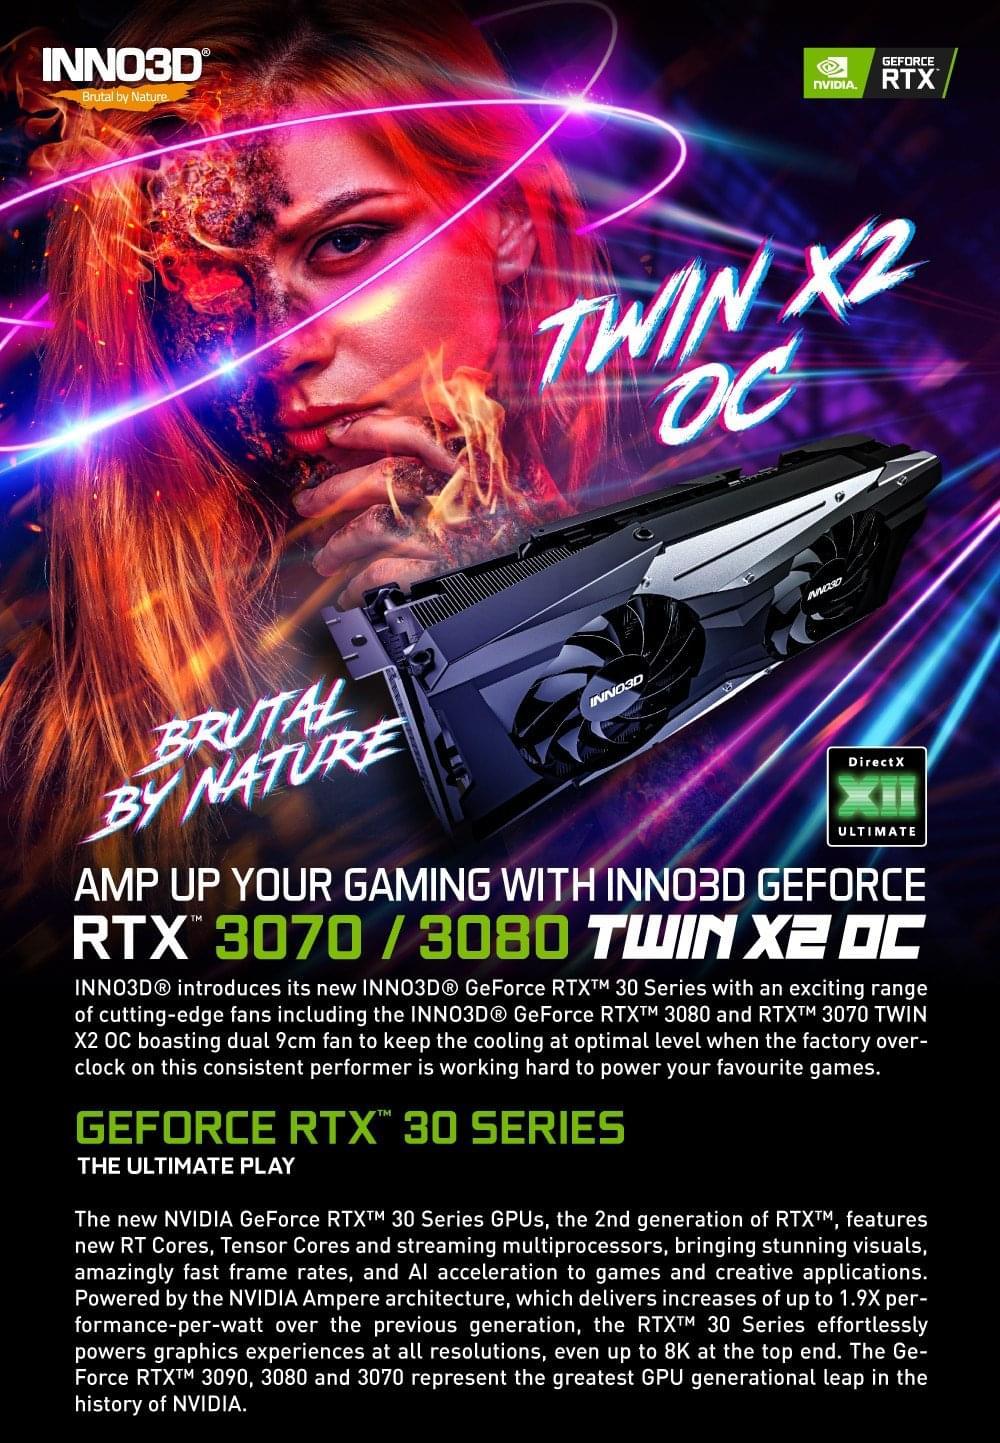 INNO3D®
Brutal by Nature
NVIDIA.
GEFORCE
RTX™
TWIN X2
OC
INNO3D
INNO3D
BRUTAL
BY NATURE
DirectX
XII
ULTIMATE
AMP UP YOUR GAMING WITH INNO3D GEFORCE
RTX™ 3070 / 3080 TWIN X2 OC
INNO3D® introduces its new INNO3D® GeForce RTX™ 30 Series with an exciting range
of cutting-edge fans including the INNO3D® GeForce RTX™ 3080 and RTX™ 3070 TWIN
X2 OC boasting dual 9cm fan to keep the cooling at optimal level when the factory over-
clock on this consistent performer is working hard to power your favourite games.
GEFORCE RTX™ 30 SERIES
THE ULTIMATE PLAY
The new NVIDIA GeForce RTX™ 30 Series GPUs, the 2nd generation of RTX™, features
new RT Cores, Tensor Cores and streaming multiprocessors, bringing stunning visuals,
amazingly fast frame rates, and AI acceleration to games and creative applications.
Powered by the NVIDIA Ampere architecture, which delivers increases of up to 1.9X per-
formance-per-watt over the previous generation, the RTX™ 30 Series effortlessly
powers graphics experiences at all resolutions, even up to 8K at the top end. The Ge-
Force RTX™ 3090, 3080 and 3070 represent the greatest GPU generational leap in the
history of NVIDIA.